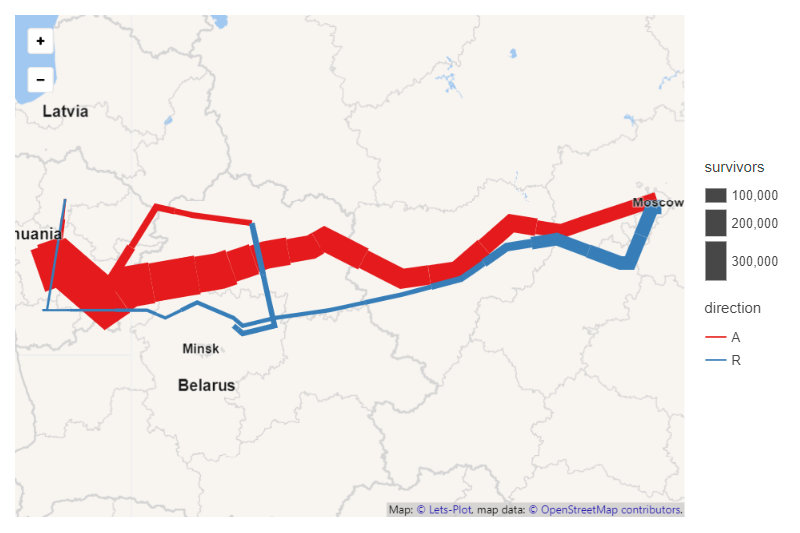 +
−
Latvia
huania
Moscow
Minsk
Belarus
Map: © Lets-Plot, map data: © OpenStreetMap contributors.
survivors
100,000
200,000
300,000
direction
A
R